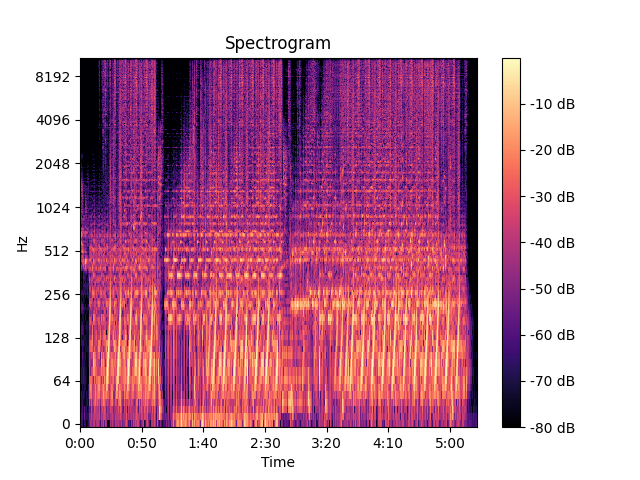 Spectrogram
Hz
8192
4096
2048
1024
512
256
128
64
0
0:00 0:50 1:40 2:30 3:20 4:10 5:00
Time
-10 dB
-20 dB
-30 dB
-40 dB
-50 dB
-60 dB
-70 dB
-80 dB